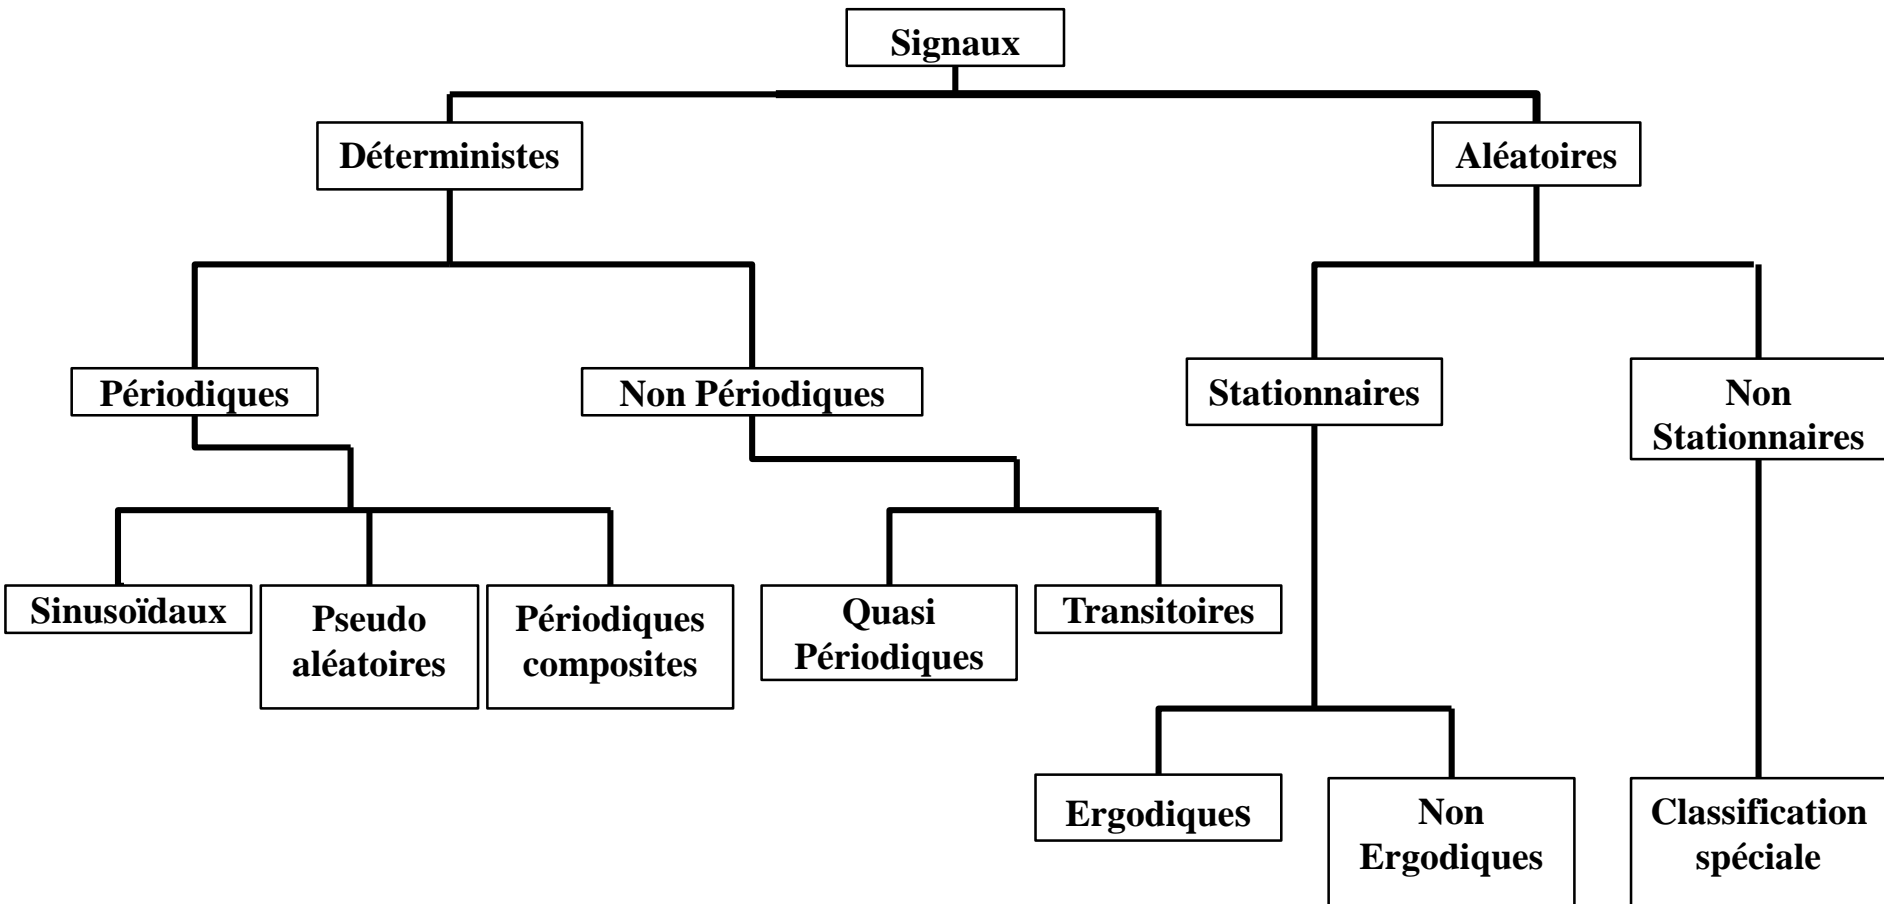 Signaux
Déterministes
Aléatoires
Périodiques
Non Périodiques
Stationnaires
Non
Stationnaires
Sinusoïdaux
Pseudo
aléatoires
Périodiques
composites
Quasi
Périodiques
Transitoires
Ergodiques
Non
Ergodiques
Classification
spéciale